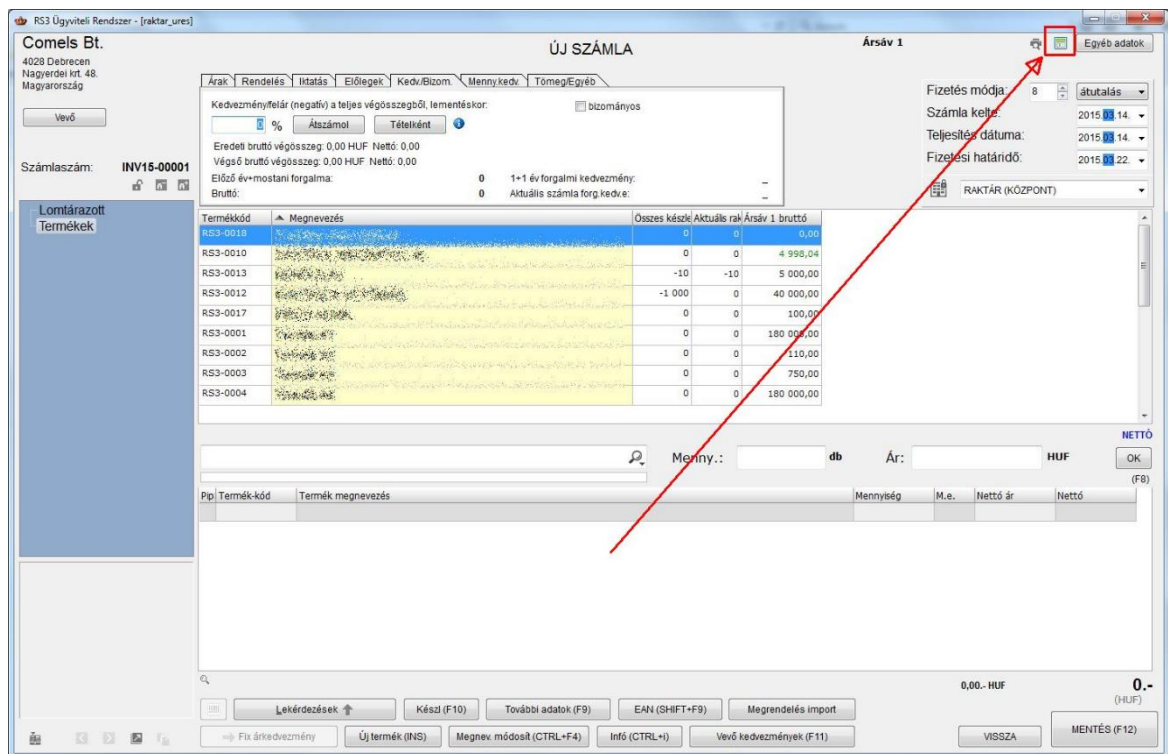 RS3 Ügyviteli Rendszer - [raktar_ures]
Comels Bt.
4028 Debrecen
Nagyerdei krt. 48.
Magyarország
Vevő
Számlaszám: INV15-00001
Lomtárazott
Termékek
ÚJ SZÁMLA
Ársáv 1
Egyéb adatok
Árak Rendelés Iktatás Előlegek Kedv./Bizom. Menny.kedv. Tömeg/Egyéb
Kedvezmény/felár (negatív) a teljes végösszegből, lementéskor:
bizományos
0 % Átszámol Tételként
Eredeti bruttó végösszeg: 0,00 HUF Nettó: 0,00
Végső bruttó végösszeg: 0,00 HUF Nettó: 0,00
Előző év+mostani forgalma: 0 1+1 év forgalmi kedvezmény: _
Bruttó: 0 Aktuális számla forg.kedv.e: _
Fizetés módja: 8 átutalás
Számla kelte: 2015.03.14.
Teljesítés dátuma: 2015.03.14.
Fizetési határidő: 2015.03.22.
RAKTÁR (KÖZPONT)
Termékkód Megnevezés Összes készle Aktuális rak Ársáv 1 bruttó
RS3-0018 0 0 0,00
RS3-0010 0 0 4 998,04
RS3-0013 -10 -10 5 000,00
RS3-0012 -1 000 0 40 000,00
RS3-0017 0 0 100,00
RS3-0001 0 0 180 000,00
RS3-0002 0 0 110,00
RS3-0003 0 0 750,00
RS3-0004 0 0 180 000,00
NETTÓ
Menny.: db Ár: HUF OK
(F8)
Pip Termék-kód Termék megnevezés Mennyiség M.e. Nettó ár Nettó
0,00.- HUF 0.-
(HUF)
Lekérdezések Készl (F10) További adatok (F9) EAN (SHIFT+F9) Megrendelés import
Fix árkedvezmény Új termék (INS) Megnev. módosít (CTRL+F4) Infó (CTRL+i) Vevő kedvezmények (F11) VISSZA MENTÉS (F12)